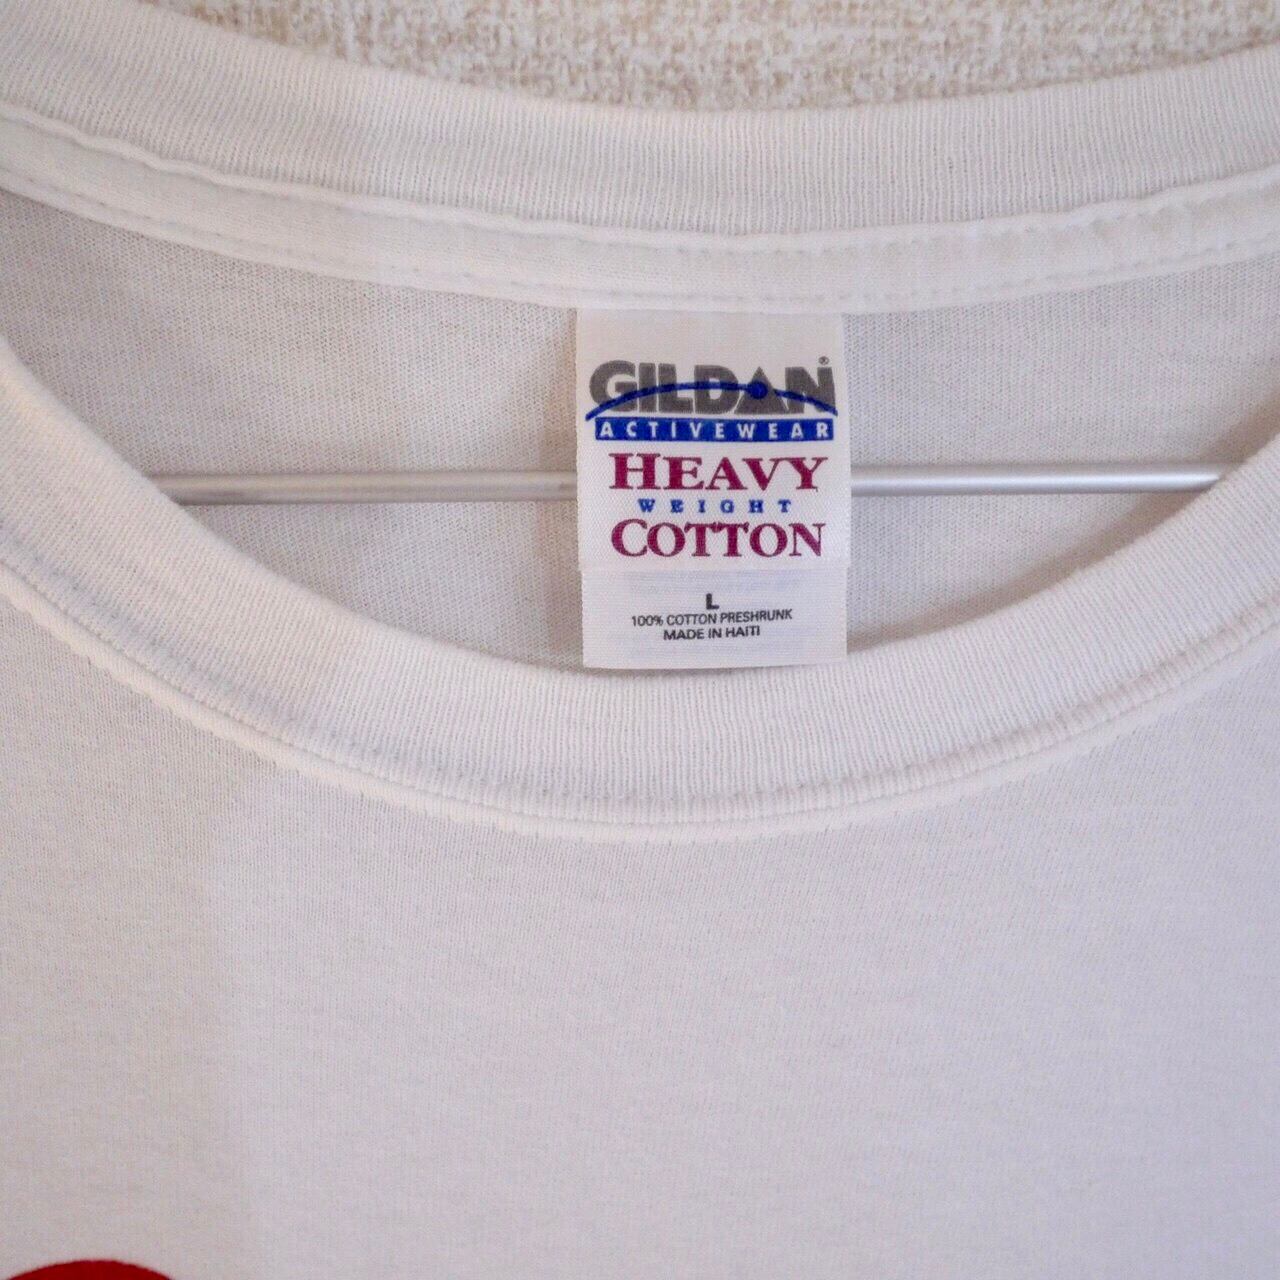 GILDAN®
ACTIVEWEAR
HEAVY
WEIGHT
COTTON
L
100% COTTON PRESHRUNK
MADE IN HAITI